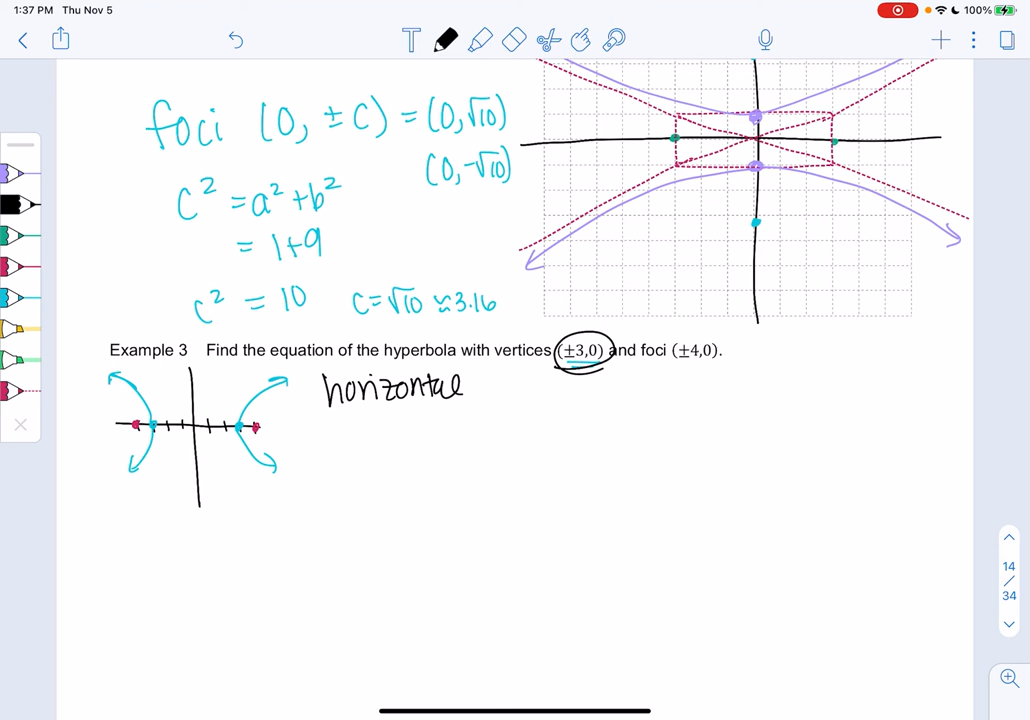 1:37 PM Thu Nov 5
100%
foci (0, ±c) = (0,√10)
(0,-√10)
c² = a² + b²
= 1+9
c² = 10 c=√10 ≈3.16
Example 3 Find the equation of the hyperbola with vertices (±3,0) and foci (±4,0).
horizontal
14
/
34